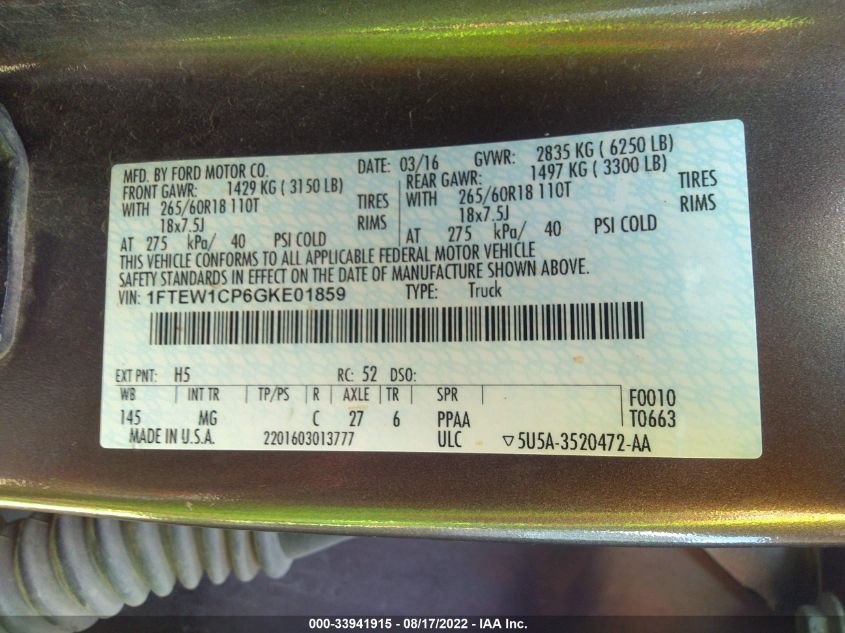 MFD. BY FORD MOTOR CO. DATE: 03/16 GVWR: 2835 KG ( 6250 LB)
FRONT GAWR: 1429 KG ( 3150 LB) REAR GAWR: 1497 KG ( 3300 LB)
WITH 265/60R18 110T TIRES WITH 265/60R18 110T TIRES
18x7.5J RIMS 18x7.5J RIMS
AT 275 kPa/ 40 PSI COLD AT 275 kPa/ 40 PSI COLD
THIS VEHICLE CONFORMS TO ALL APPLICABLE FEDERAL MOTOR VEHICLE
SAFETY STANDARDS IN EFFECT ON THE DATE OF MANUFACTURE SHOWN ABOVE.
VIN: 1FTEW1CP6GKE01859 TYPE: Truck
EXT PNT: H5 RC: 52 DSO:
WB INT TR TP/PS R AXLE TR SPR F0010
145 MG C 27 6 PPAA T0663
MADE IN U.S.A. 2201603013777 ULC ▽5U5A-3520472-AA
000-33941915 - 08/17/2022 - IAA Inc.